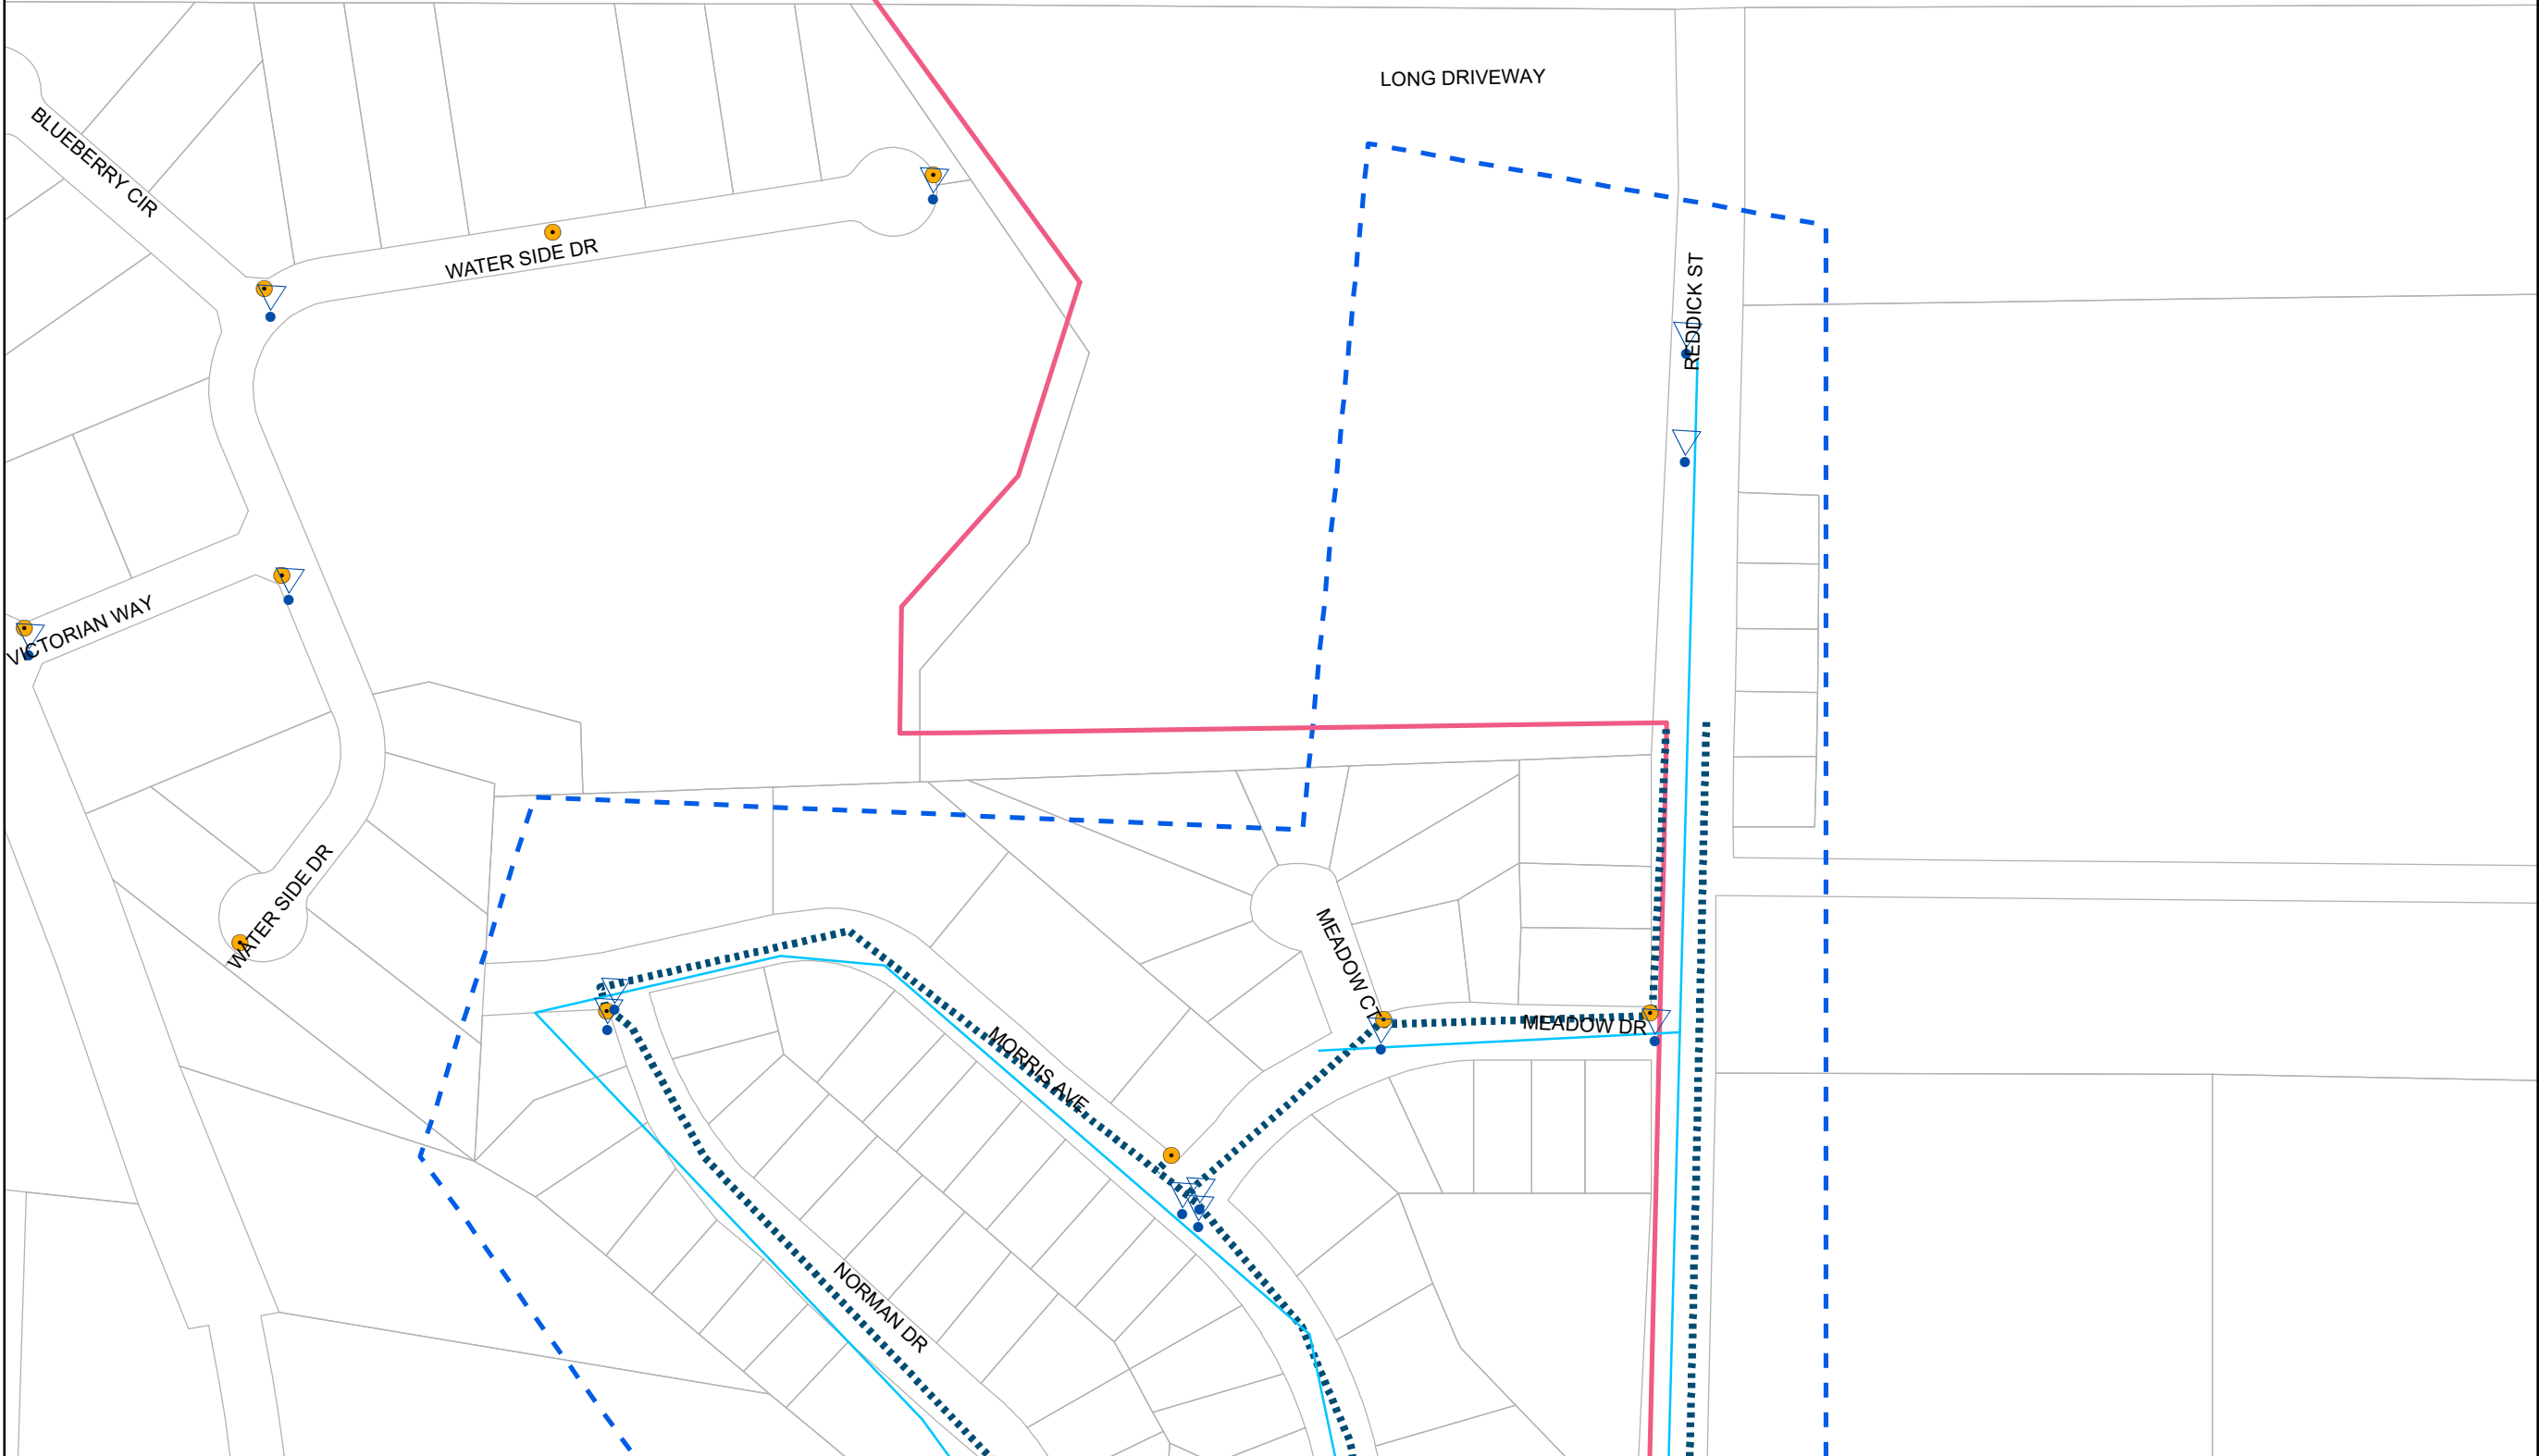 LONG DRIVEWAY
BLUEBERRY CIR
WATER SIDE DR
REDDICK ST
VICTORIAN WAY
WATER SIDE DR
MEADOW CT
MEADOW DR
MORRIS AVE
NORMAN DR